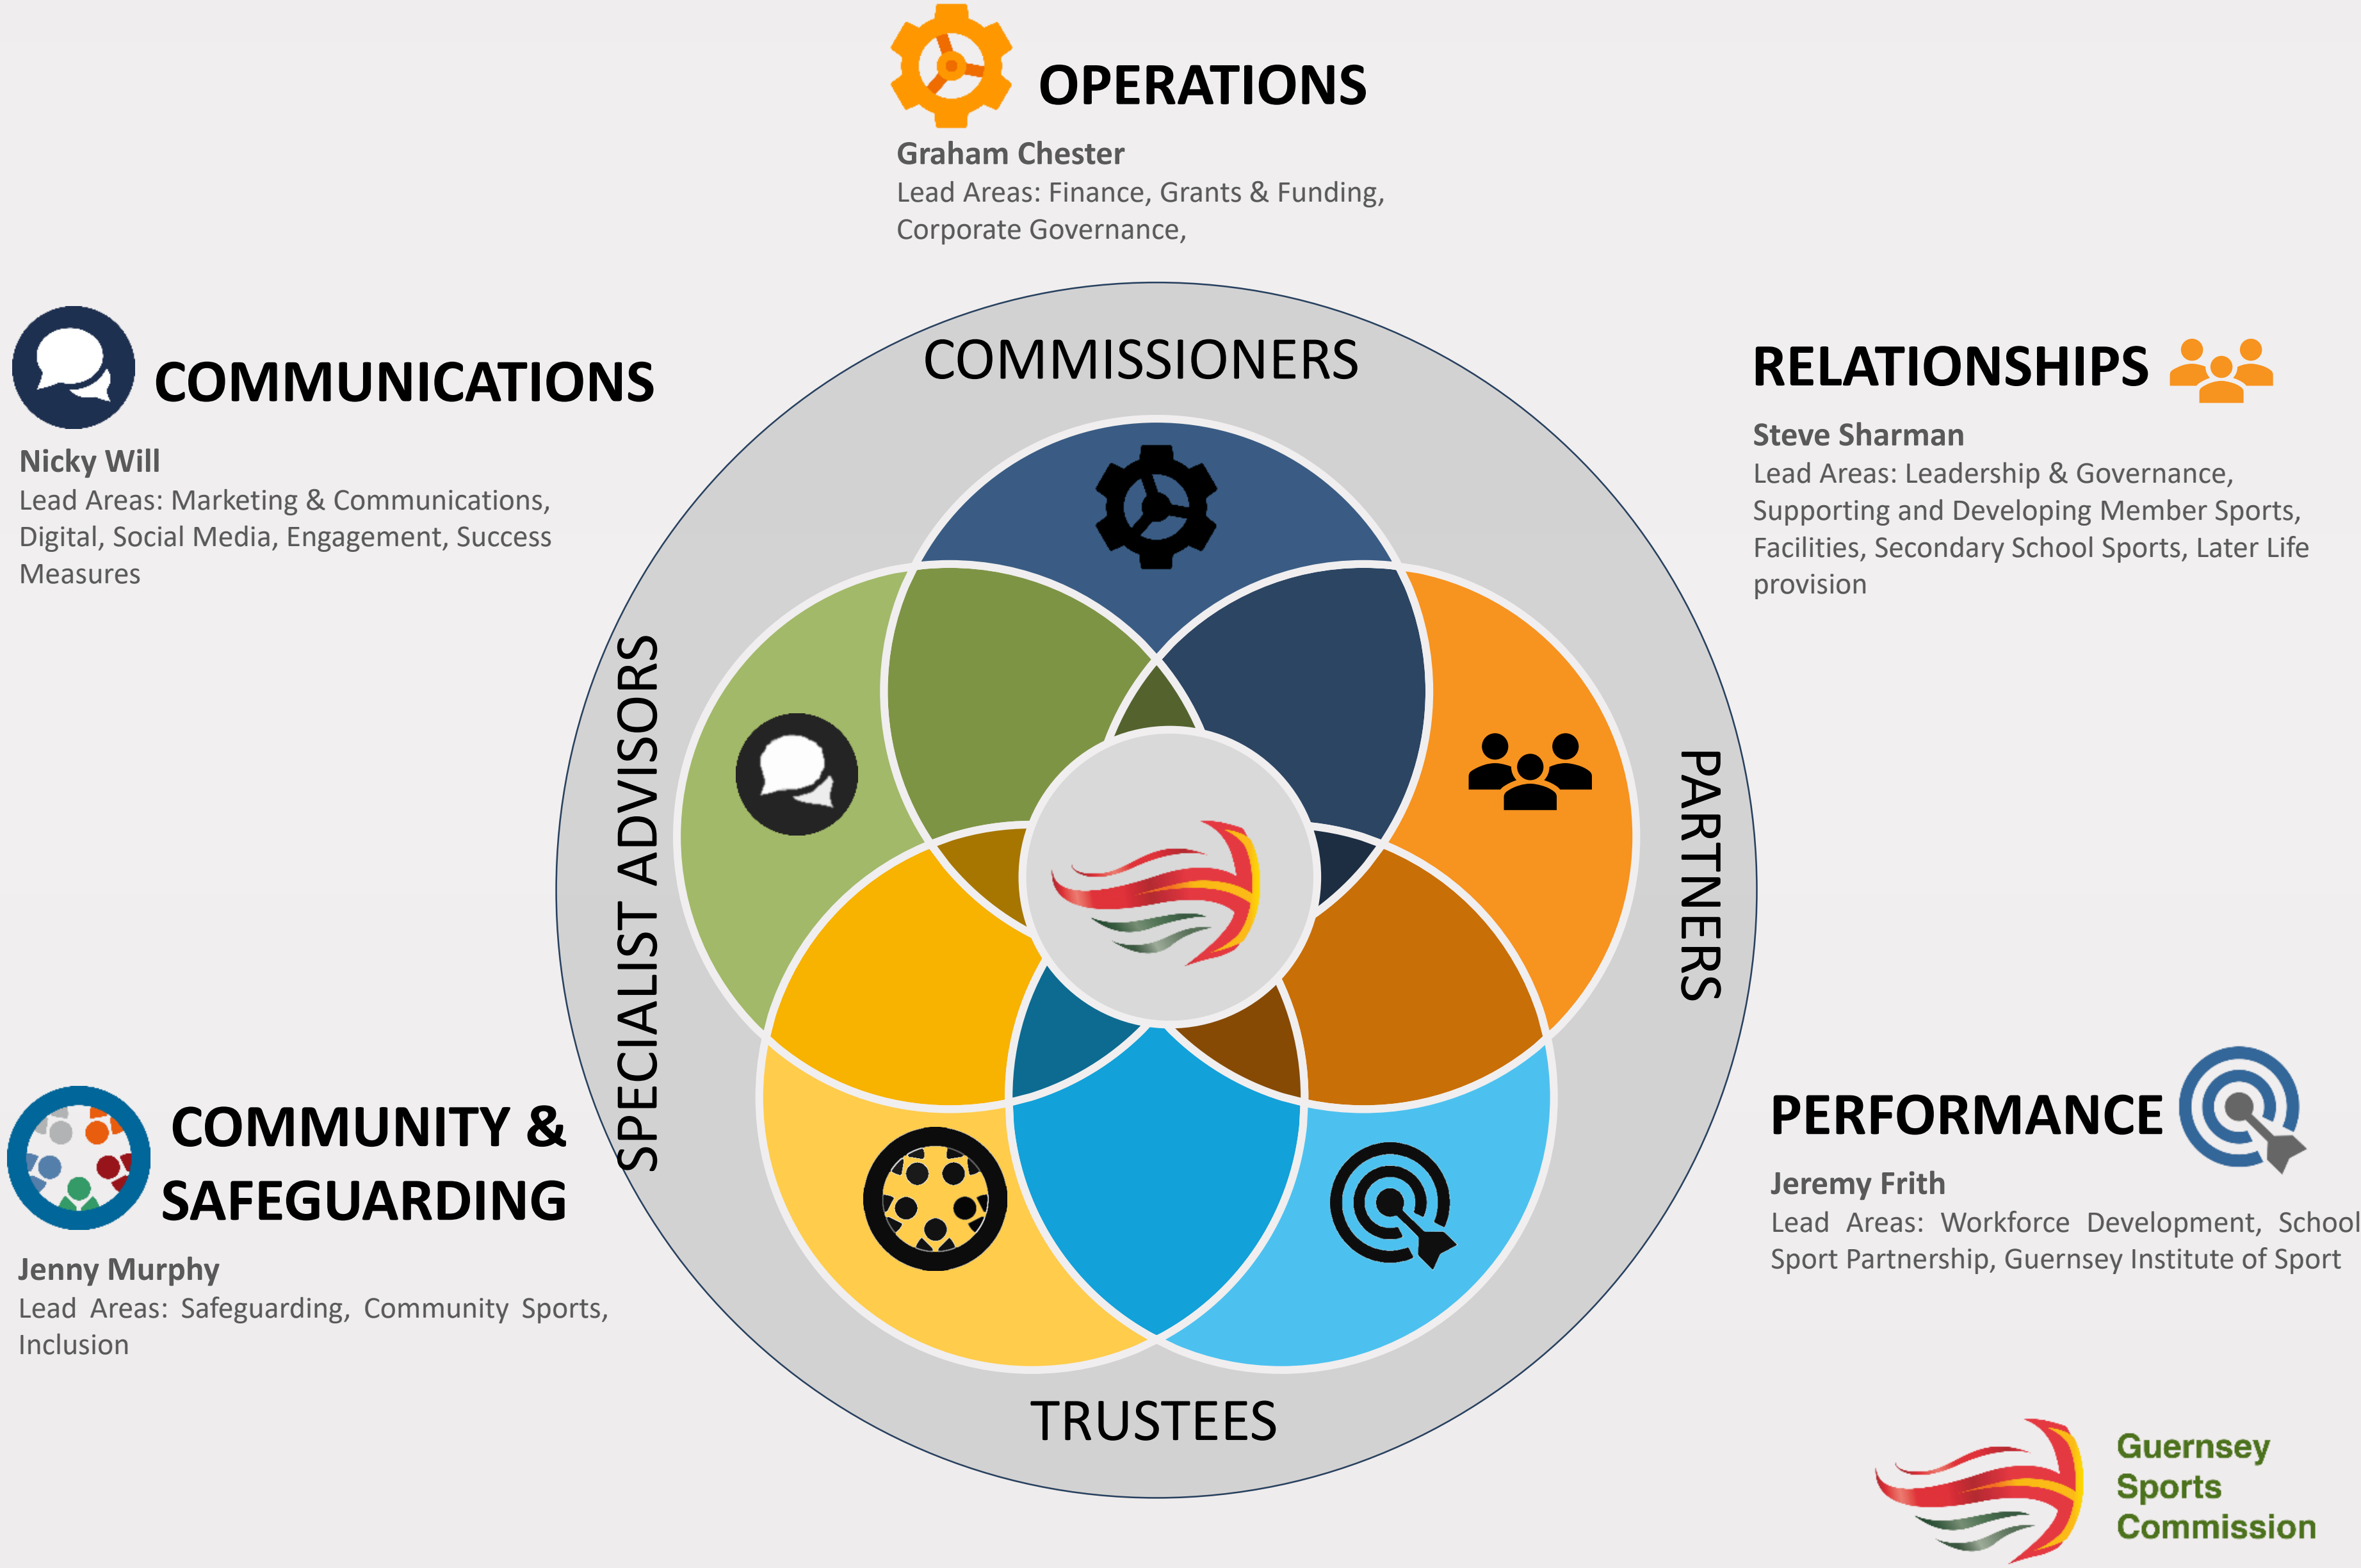 OPERATIONS
Graham Chester
Lead Areas: Finance, Grants & Funding,
Corporate Governance,
COMMUNICATIONS
Nicky Will
Lead Areas: Marketing & Communications,
Digital, Social Media, Engagement, Success
Measures
RELATIONSHIPS
Steve Sharman
Lead Areas: Leadership & Governance,
Supporting and Developing Member Sports,
Facilities, Secondary School Sports, Later Life
provision
COMMISSIONERS
SPECIALIST ADVISORS
PARTNERS
TRUSTEES
COMMUNITY &
SAFEGUARDING
Jenny Murphy
Lead Areas: Safeguarding, Community Sports,
Inclusion
PERFORMANCE
Jeremy Frith
Lead Areas: Workforce Development, School
Sport Partnership, Guernsey Institute of Sport
Guernsey
Sports
Commission